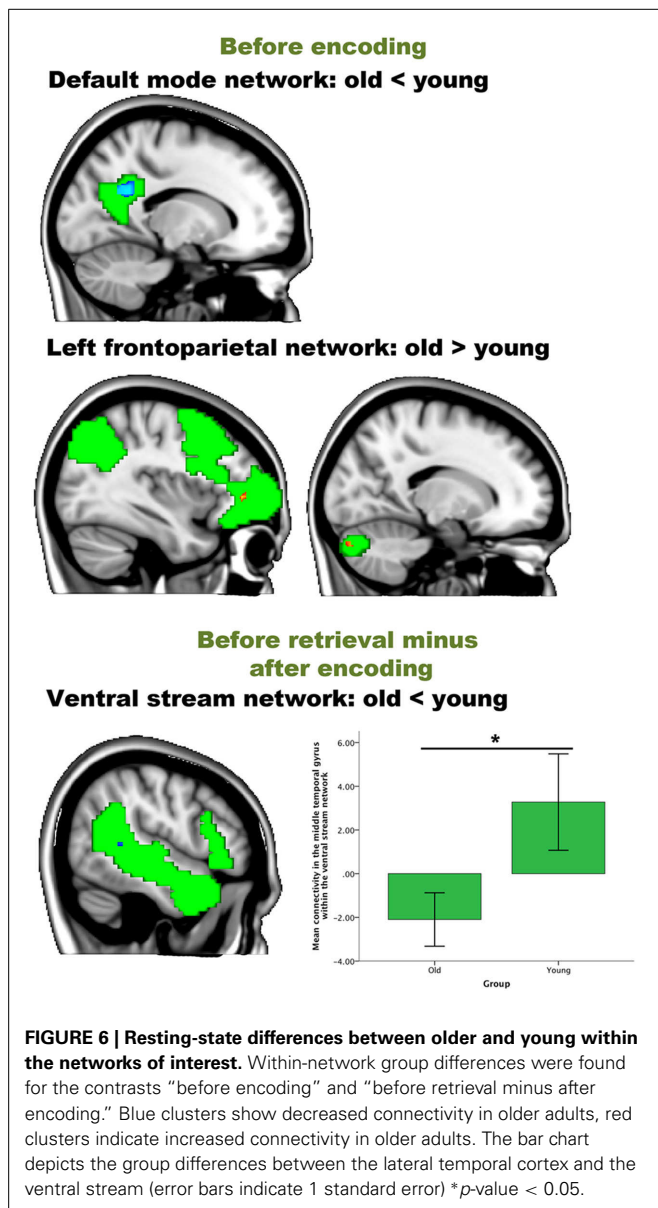 Before encoding
Default mode network: old < young
Left frontoparietal network: old > young
Before retrieval minus
after encoding
Ventral stream network: old < young
*
6.00
4.00
2.00
.00
-2.00
-4.00
Mean connectivity in the middle temporal gyrus
within the ventral stream network
Old
Young
Group
FIGURE 6 | Resting-state differences between older and young within
the networks of interest. Within-network group differences were found
for the contrasts “before encoding” and “before retrieval minus after
encoding.” Blue clusters show decreased connectivity in older adults, red
clusters indicate increased connectivity in older adults. The bar chart
depicts the group differences between the lateral temporal cortex and the
ventral stream (error bars indicate 1 standard error) *p-value < 0.05.